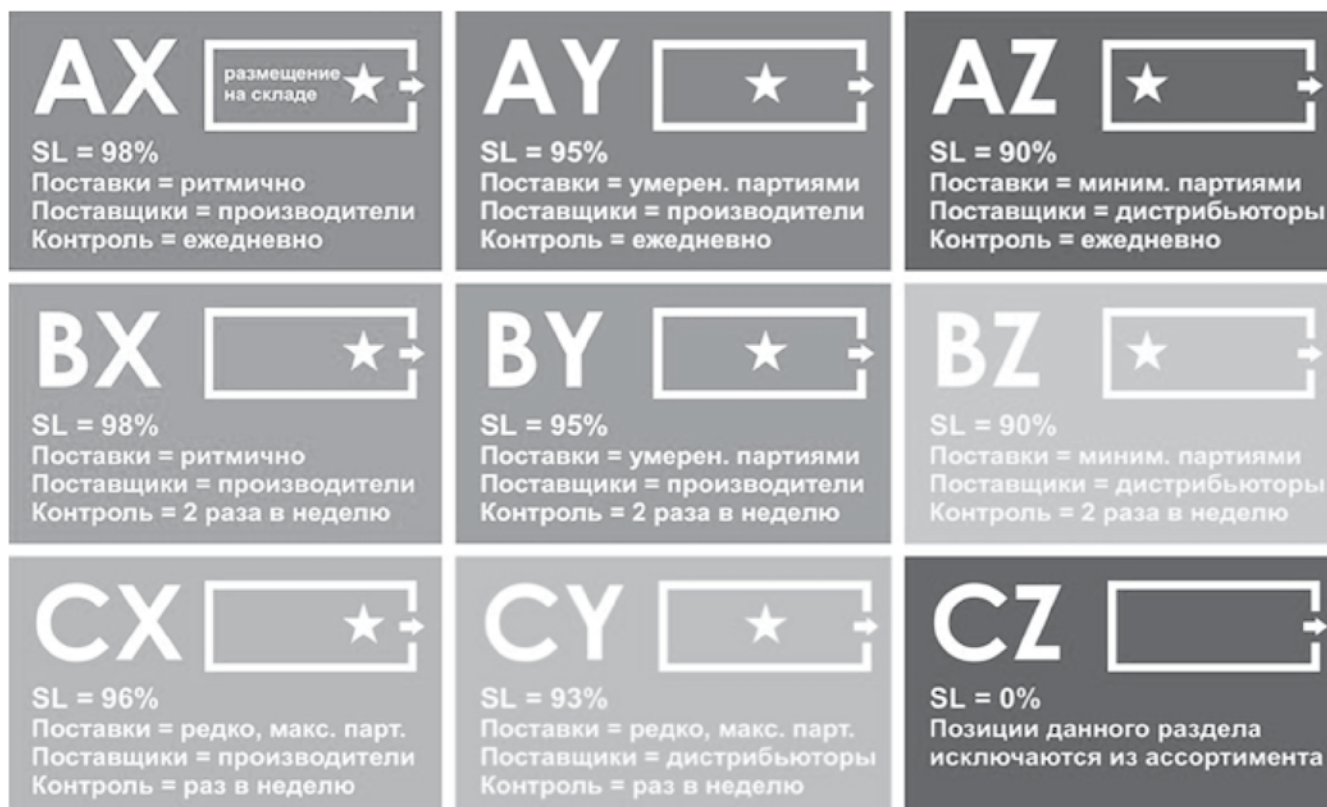 AX
размещение
на складе
SL = 98%
Поставки = ритмично
Поставщики = производители
Контроль = ежедневно
AY
SL = 95%
Поставки = умерен. партиями
Поставщики = производители
Контроль = ежедневно
AZ
SL = 90%
Поставки = миним. партиями
Поставщики = дистрибьюторы
Контроль = ежедневно
BX
SL = 98%
Поставки = ритмично
Поставщики = производители
Контроль = 2 раза в неделю
BY
SL = 95%
Поставки = умерен. партиями
Поставщики = производители
Контроль = 2 раза в неделю
BZ
SL = 90%
Поставки = миним. партиями
Поставщики = дистрибьюторы
Контроль = 2 раза в неделю
CX
SL = 96%
Поставки = редко, макс. парт.
Поставщики = производители
Контроль = раз в неделю
CY
SL = 93%
Поставки = редко, макс. парт.
Поставщики = дистрибьюторы
Контроль = раз в неделю
CZ
SL = 0%
Позиции данного раздела
исключаются из ассортимента